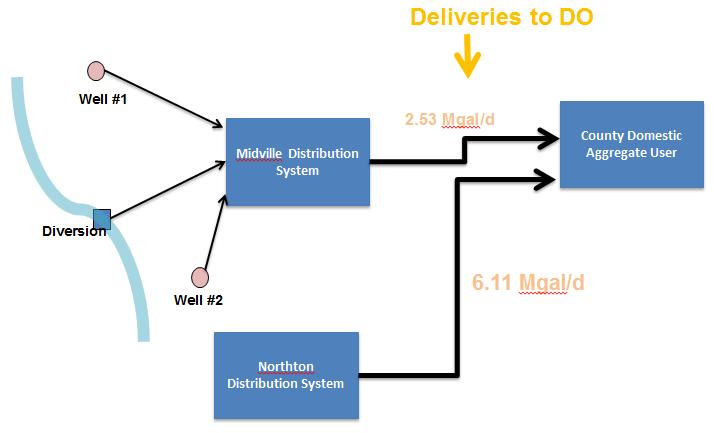 Deliveries to DO
Well #1
2.53 Mgal/d
Midville Distribution
System
County Domestic
Aggregate User
Diversion
Well #2
6.11 Mgal/d
Northton
Distribution System